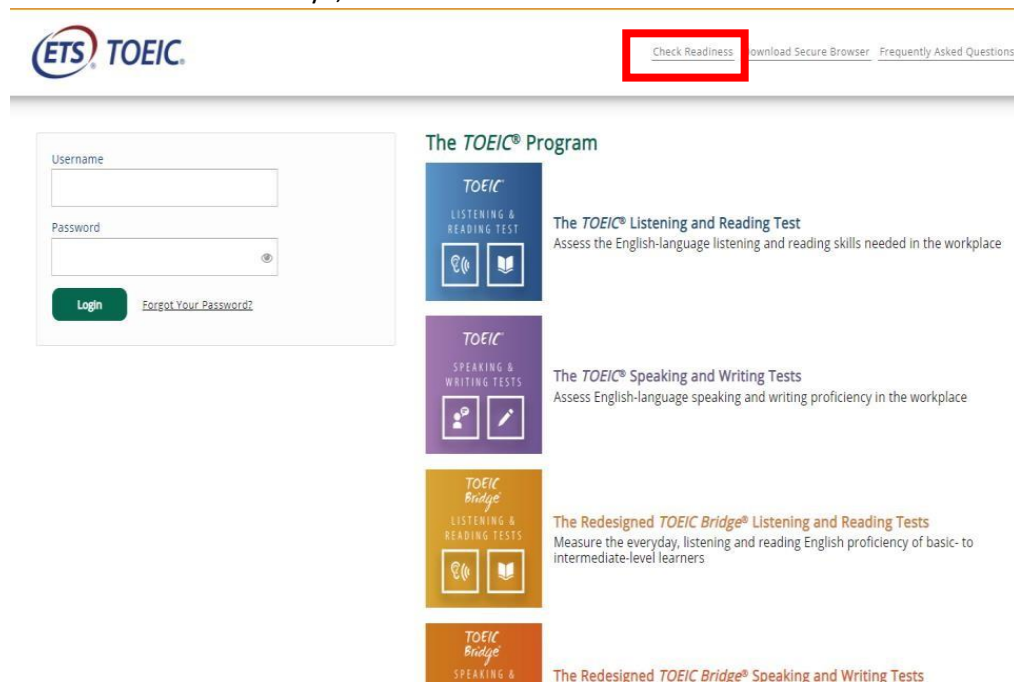 ETS TOEIC®
Check Readiness Download Secure Browser Frequently Asked Questions
Username
Password
Login Forgot Your Password?
The TOEIC® Program
TOEIC®
LISTENING &
READING TEST
The TOEIC® Listening and Reading Test
Assess the English-language listening and reading skills needed in the workplace
TOEIC®
SPEAKING &
WRITING TESTS
The TOEIC® Speaking and Writing Tests
Assess English-language speaking and writing proficiency in the workplace
TOEIC
Bridge®
LISTENING &
READING TESTS
The Redesigned TOEIC Bridge® Listening and Reading Tests
Measure the everyday, listening and reading English proficiency of basic- to
intermediate-level learners
TOEIC
Bridge®
SPEAKING &
The Redesigned TOEIC Bridge® Speaking and Writing Tests